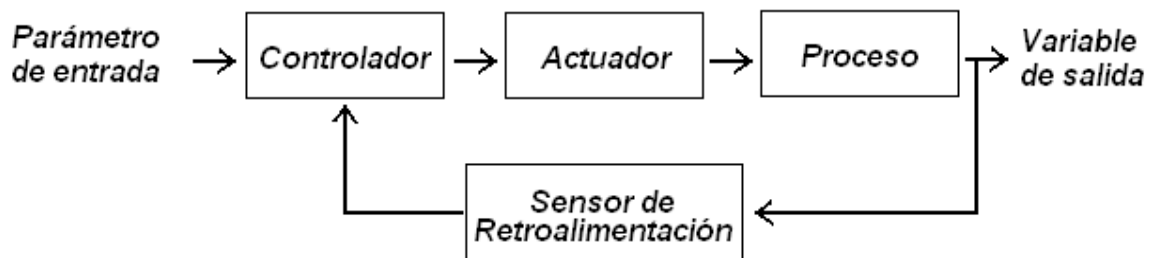 Parámetro
de entrada
Controlador
Actuador
Proceso
Variable
de salida
Sensor de
Retroalimentación